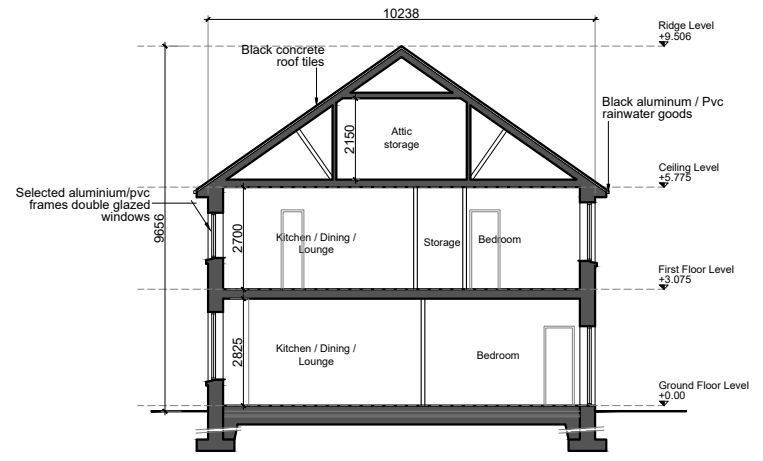 10238
Ridge Level
+9.506
Black concrete
roof tiles
Black aluminum / Pvc
rainwater goods
2150
Attic
storage
Ceiling Level
+5.775
Selected aluminium/pvc
frames double glazed
windows
9656
2700
Kitchen / Dining /
Lounge
Storage
Bedroom
First Floor Level
+3.075
2825
Kitchen / Dining /
Lounge
Bedroom
Ground Floor Level
+0.00